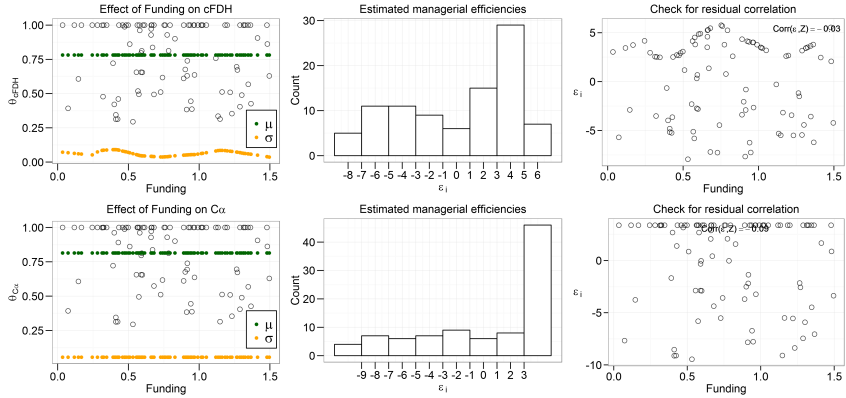 Effect of Funding on cFDH
θcFDH
1.00
0.75
0.50
0.25
0.00
μ
σ
0.0 0.5 1.0 1.5
Funding
Estimated managerial efficiencies
Count
30
20
10
0
-8 -7 -6 -5 -4 -3 -2 -1 0 1 2 3 4 5 6
ε i
Check for residual correlation
Corr(ε,Z) = −0.03
ε i
5
0
-5
0.0 0.5 1.0 1.5
Funding
Effect of Funding on Cα
θCα
1.00
0.75
0.50
0.25
μ
σ
0.0 0.5 1.0 1.5
Funding
Estimated managerial efficiencies
Count
40
30
20
10
0
-9 -8 -7 -6 -5 -4 -3 -2 -1 0 1 2 3
ε i
Check for residual correlation
Corr(ε,Z) = −0.09
ε i
0
-5
-10
0.0 0.5 1.0 1.5
Funding